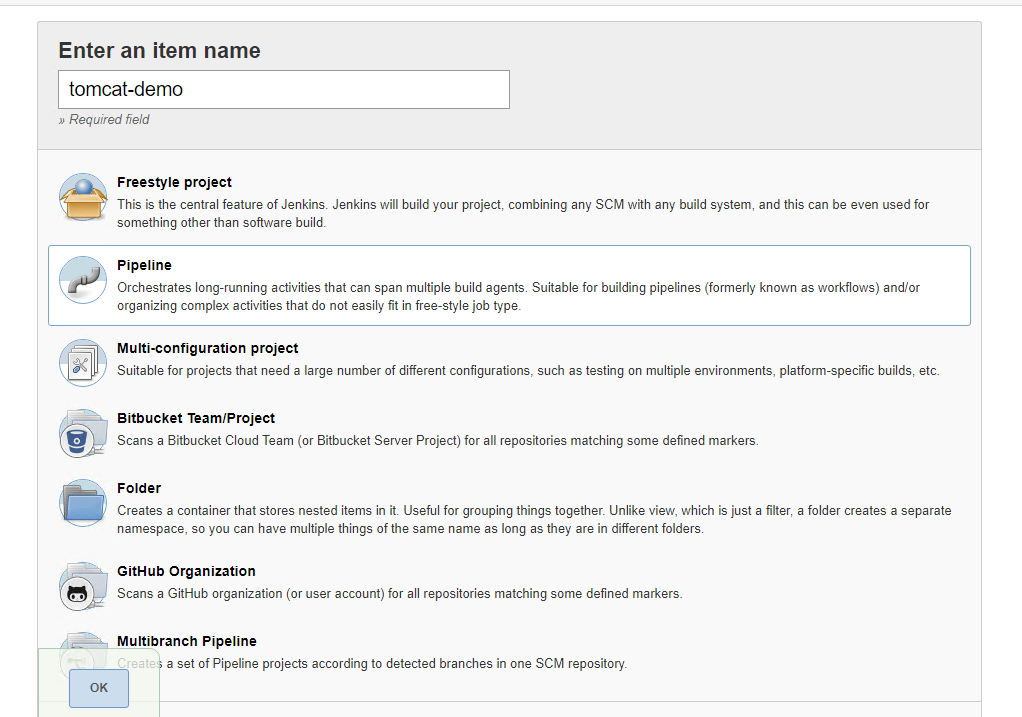 Enter an item name
tomcat-demo
» Required field
Freestyle project
This is the central feature of Jenkins. Jenkins will build your project, combining any SCM with any build system, and this can be even used for
something other than software build.
Pipeline
Orchestrates long-running activities that can span multiple build agents. Suitable for building pipelines (formerly known as workflows) and/or
organizing complex activities that do not easily fit in free-style job type.
Multi-configuration project
Suitable for projects that need a large number of different configurations, such as testing on multiple environments, platform-specific builds, etc.
Bitbucket Team/Project
Scans a Bitbucket Cloud Team (or Bitbucket Server Project) for all repositories matching some defined markers.
Folder
Creates a container that stores nested items in it. Useful for grouping things together. Unlike view, which is just a filter, a folder creates a separate
namespace, so you can have multiple things of the same name as long as they are in different folders.
GitHub Organization
Scans a GitHub organization (or user account) for all repositories matching some defined markers.
Multibranch Pipeline
Creates a set of Pipeline projects according to detected branches in one SCM repository.
OK